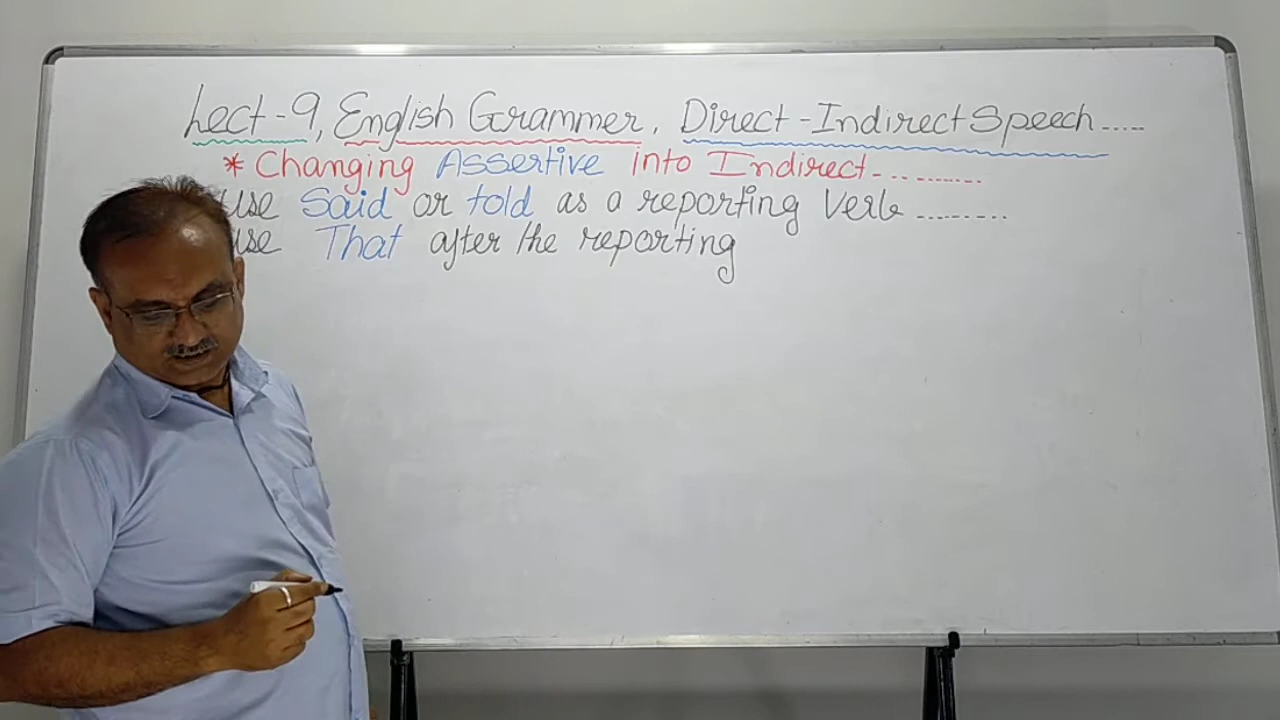 Lect-9, English Grammer, Direct-Indirect Speech.....
* Changing Assertive into Indirect-..........
Use Said or told as a reporting Verb.........
Use That after the reporting